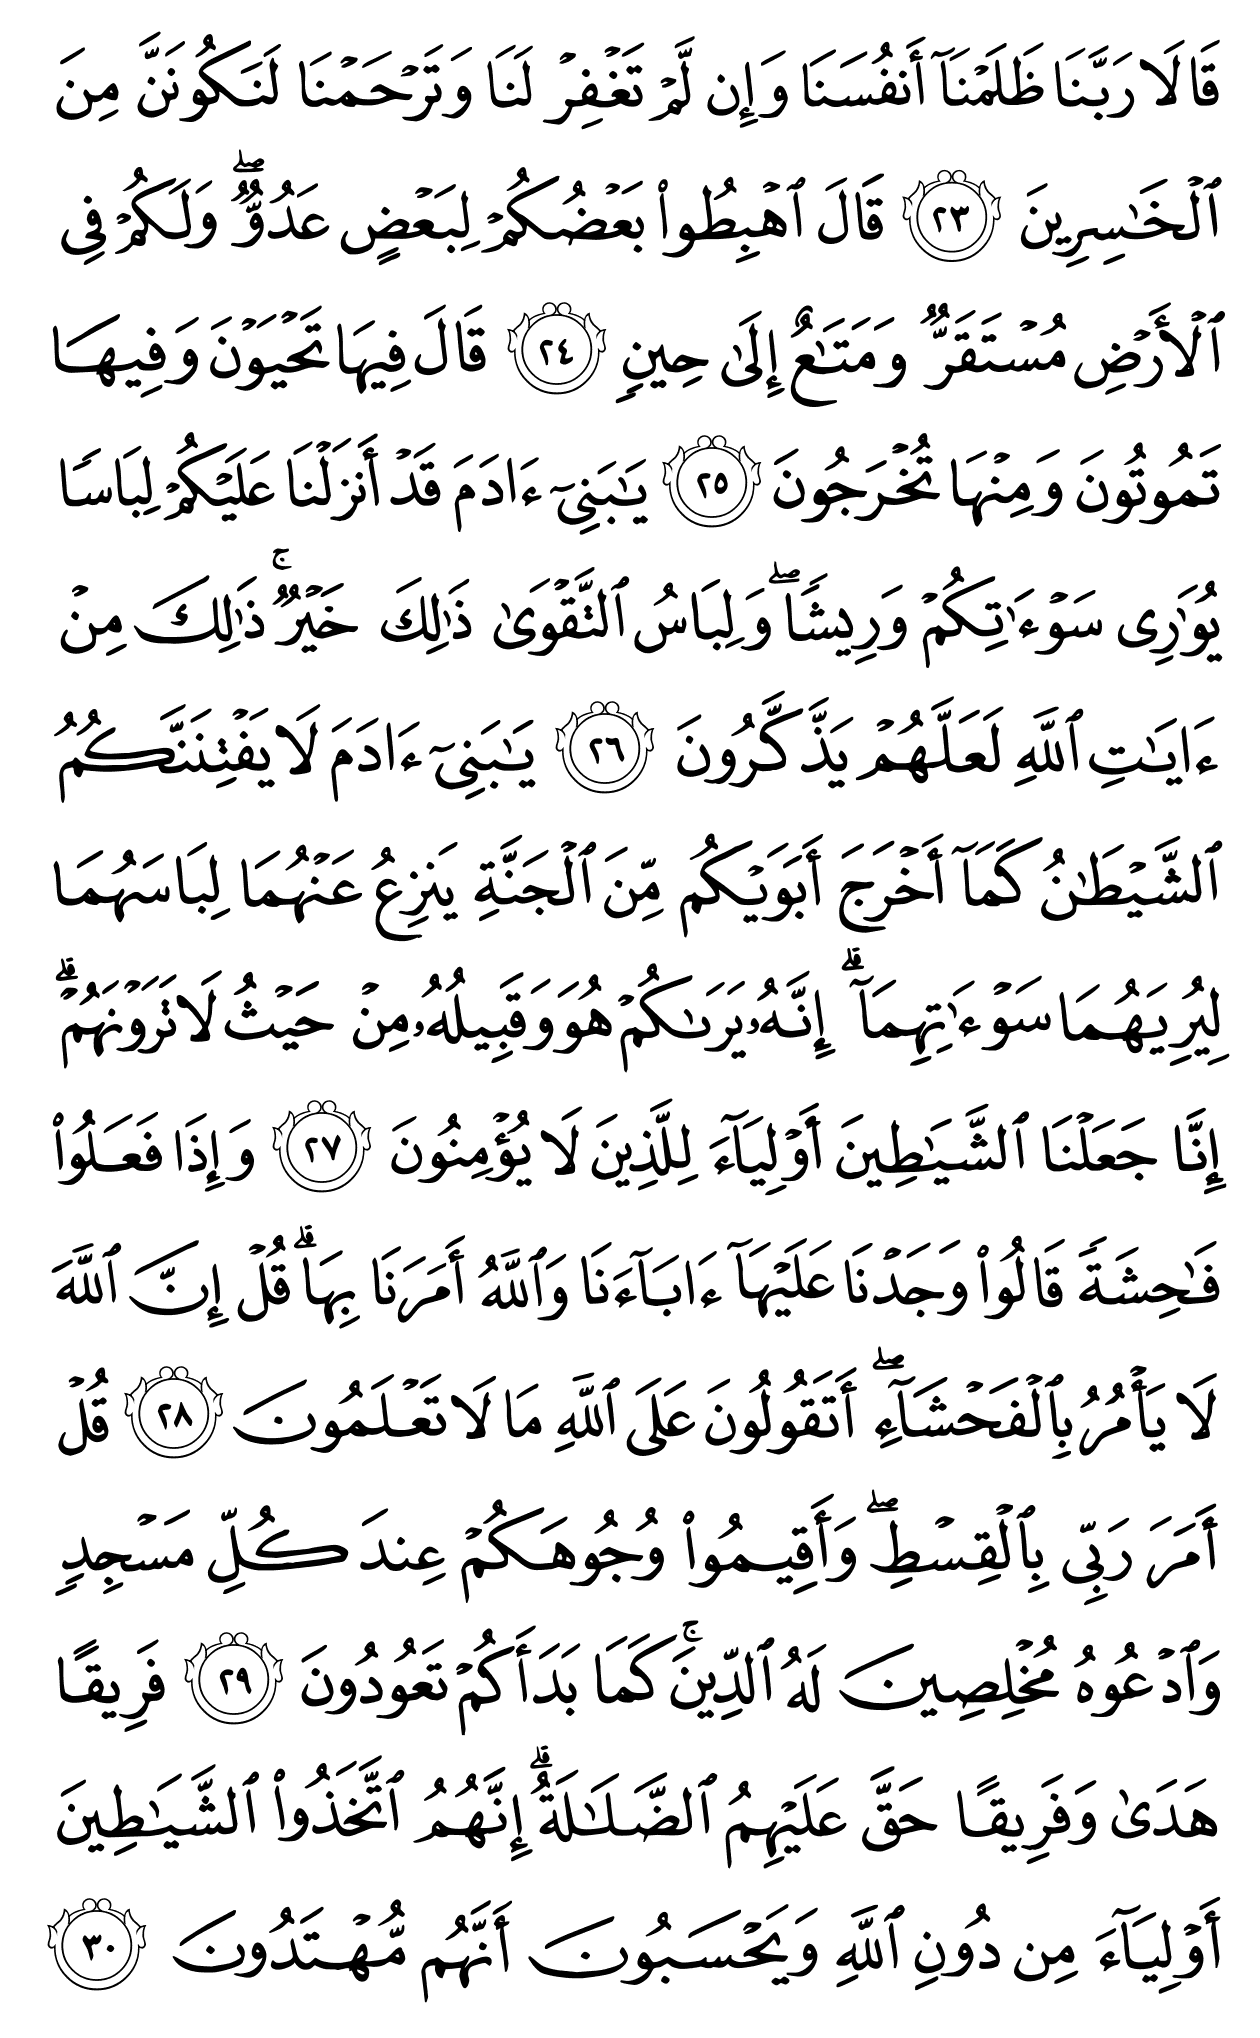 قَالَا رَبَّنَا ظَلَمۡنَآ أَنفُسَنَا وَإِن لَّمۡ تَغۡفِرۡ لَنَا وَتَرۡحَمۡنَا لَنَكُونَنَّ مِنَ
ٱلۡخَٰسِرِينَ ٢٣ قَالَ ٱهۡبِطُواْ بَعۡضُكُمۡ لِبَعۡضٍ عَدُوّٞۖ وَلَكُمۡ فِي
ٱلۡأَرۡضِ مُسۡتَقَرّٞ وَمَتَٰعٌ إِلَىٰ حِينٖ ٢٤ قَالَ فِيهَا تَحۡيَوۡنَ وَفِيهَا
تَمُوتُونَ وَمِنۡهَا تُخۡرَجُونَ ٢٥ يَٰبَنِيٓ ءَادَمَ قَدۡ أَنزَلۡنَا عَلَيۡكُمۡ لِبَاسٗا
يُوَٰرِي سَوۡءَٰتِكُمۡ وَرِيشٗاۖ وَلِبَاسُ ٱلتَّقۡوَىٰ ذَٰلِكَ خَيۡرٞۚ ذَٰلِكَ مِنۡ
ءَايَٰتِ ٱللَّهِ لَعَلَّهُمۡ يَذَّكَّرُونَ ٢٦ يَٰبَنِيٓ ءَادَمَ لَا يَفۡتِنَنَّكُمُ
ٱلشَّيۡطَٰنُ كَمَآ أَخۡرَجَ أَبَوَيۡكُم مِّنَ ٱلۡجَنَّةِ يَنزِعُ عَنۡهُمَا لِبَاسَهُمَا
لِيُرِيَهُمَا سَوۡءَٰتِهِمَآۚ إِنَّهُۥ يَرَىٰكُمۡ هُوَ وَقَبِيلُهُۥ مِنۡ حَيۡثُ لَا تَرَوۡنَهُمۡۗ
إِنَّا جَعَلۡنَا ٱلشَّيَٰطِينَ أَوۡلِيَآءَ لِلَّذِينَ لَا يُؤۡمِنُونَ ٢٧ وَإِذَا فَعَلُواْ
فَٰحِشَةٗ قَالُواْ وَجَدۡنَا عَلَيۡهَآ ءَابَآءَنَا وَٱللَّهُ أَمَرَنَا بِهَاۗ قُلۡ إِنَّ ٱللَّهَ
لَا يَأۡمُرُ بِٱلۡفَحۡشَآءِۖ أَتَقُولُونَ عَلَى ٱللَّهِ مَا لَا تَعۡلَمُونَ ٢٨ قُلۡ
أَمَرَ رَبِّي بِٱلۡقِسۡطِۖ وَأَقِيمُواْ وُجُوهَكُمۡ عِندَ كُلِّ مَسۡجِدٖ
وَٱدۡعُوهُ مُخۡلِصِينَ لَهُ ٱلدِّينَۚ كَمَا بَدَأَكُمۡ تَعُودُونَ ٢٩ فَرِيقًا
هَدَىٰ وَفَرِيقًا حَقَّ عَلَيۡهِمُ ٱلضَّلَٰلَةُۗ إِنَّهُمُ ٱتَّخَذُواْ ٱلشَّيَٰطِينَ
أَوۡلِيَآءَ مِن دُونِ ٱللَّهِ وَيَحۡسَبُونَ أَنَّهُم مُّهۡتَدُونَ ٣٠